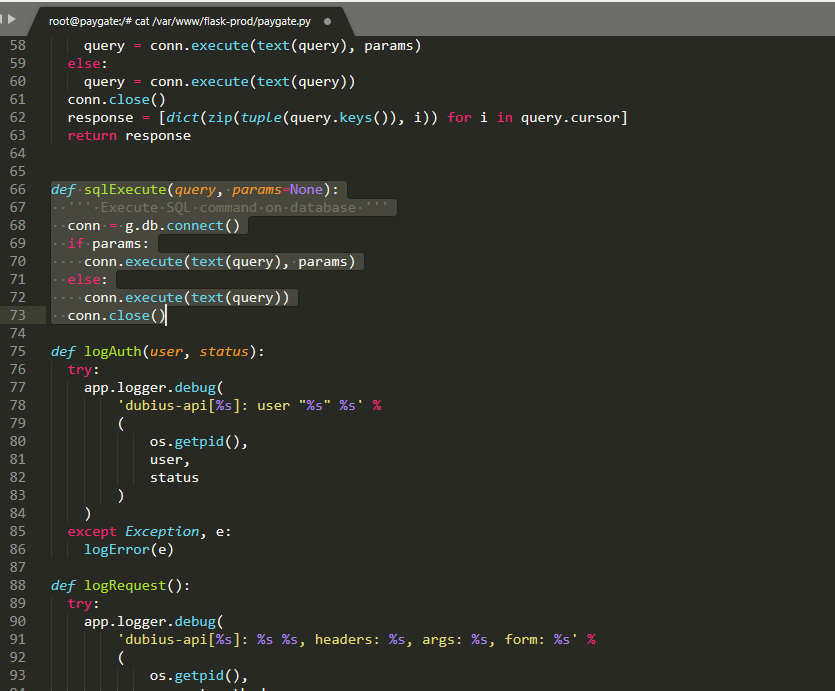 root@paygate:/# cat /var/www/flask-prod/paygate.py
58 query = conn.execute(text(query), params)
59 else:
60 query = conn.execute(text(query))
61 conn.close()
62 response = [dict(zip(tuple(query.keys()), i)) for i in query.cursor]
63 return response
64
65
66 def sqlExecute(query, params=None):
67 ''' Execute SQL command on database '''
68 conn = g.db.connect()
69 if params:
70 conn.execute(text(query), params)
71 else:
72 conn.execute(text(query))
73 conn.close()
74
75 def logAuth(user, status):
76 try:
77 app.logger.debug(
78 'dubius-api[%s]: user "%s" %s' %
79 (
80 os.getpid(),
81 user,
82 status
83 )
84 )
85 except Exception, e:
86 logError(e)
87
88 def logRequest():
89 try:
90 app.logger.debug(
91 'dubius-api[%s]: %s %s, headers: %s, args: %s, form: %s' %
92 (
93 os.getpid(),